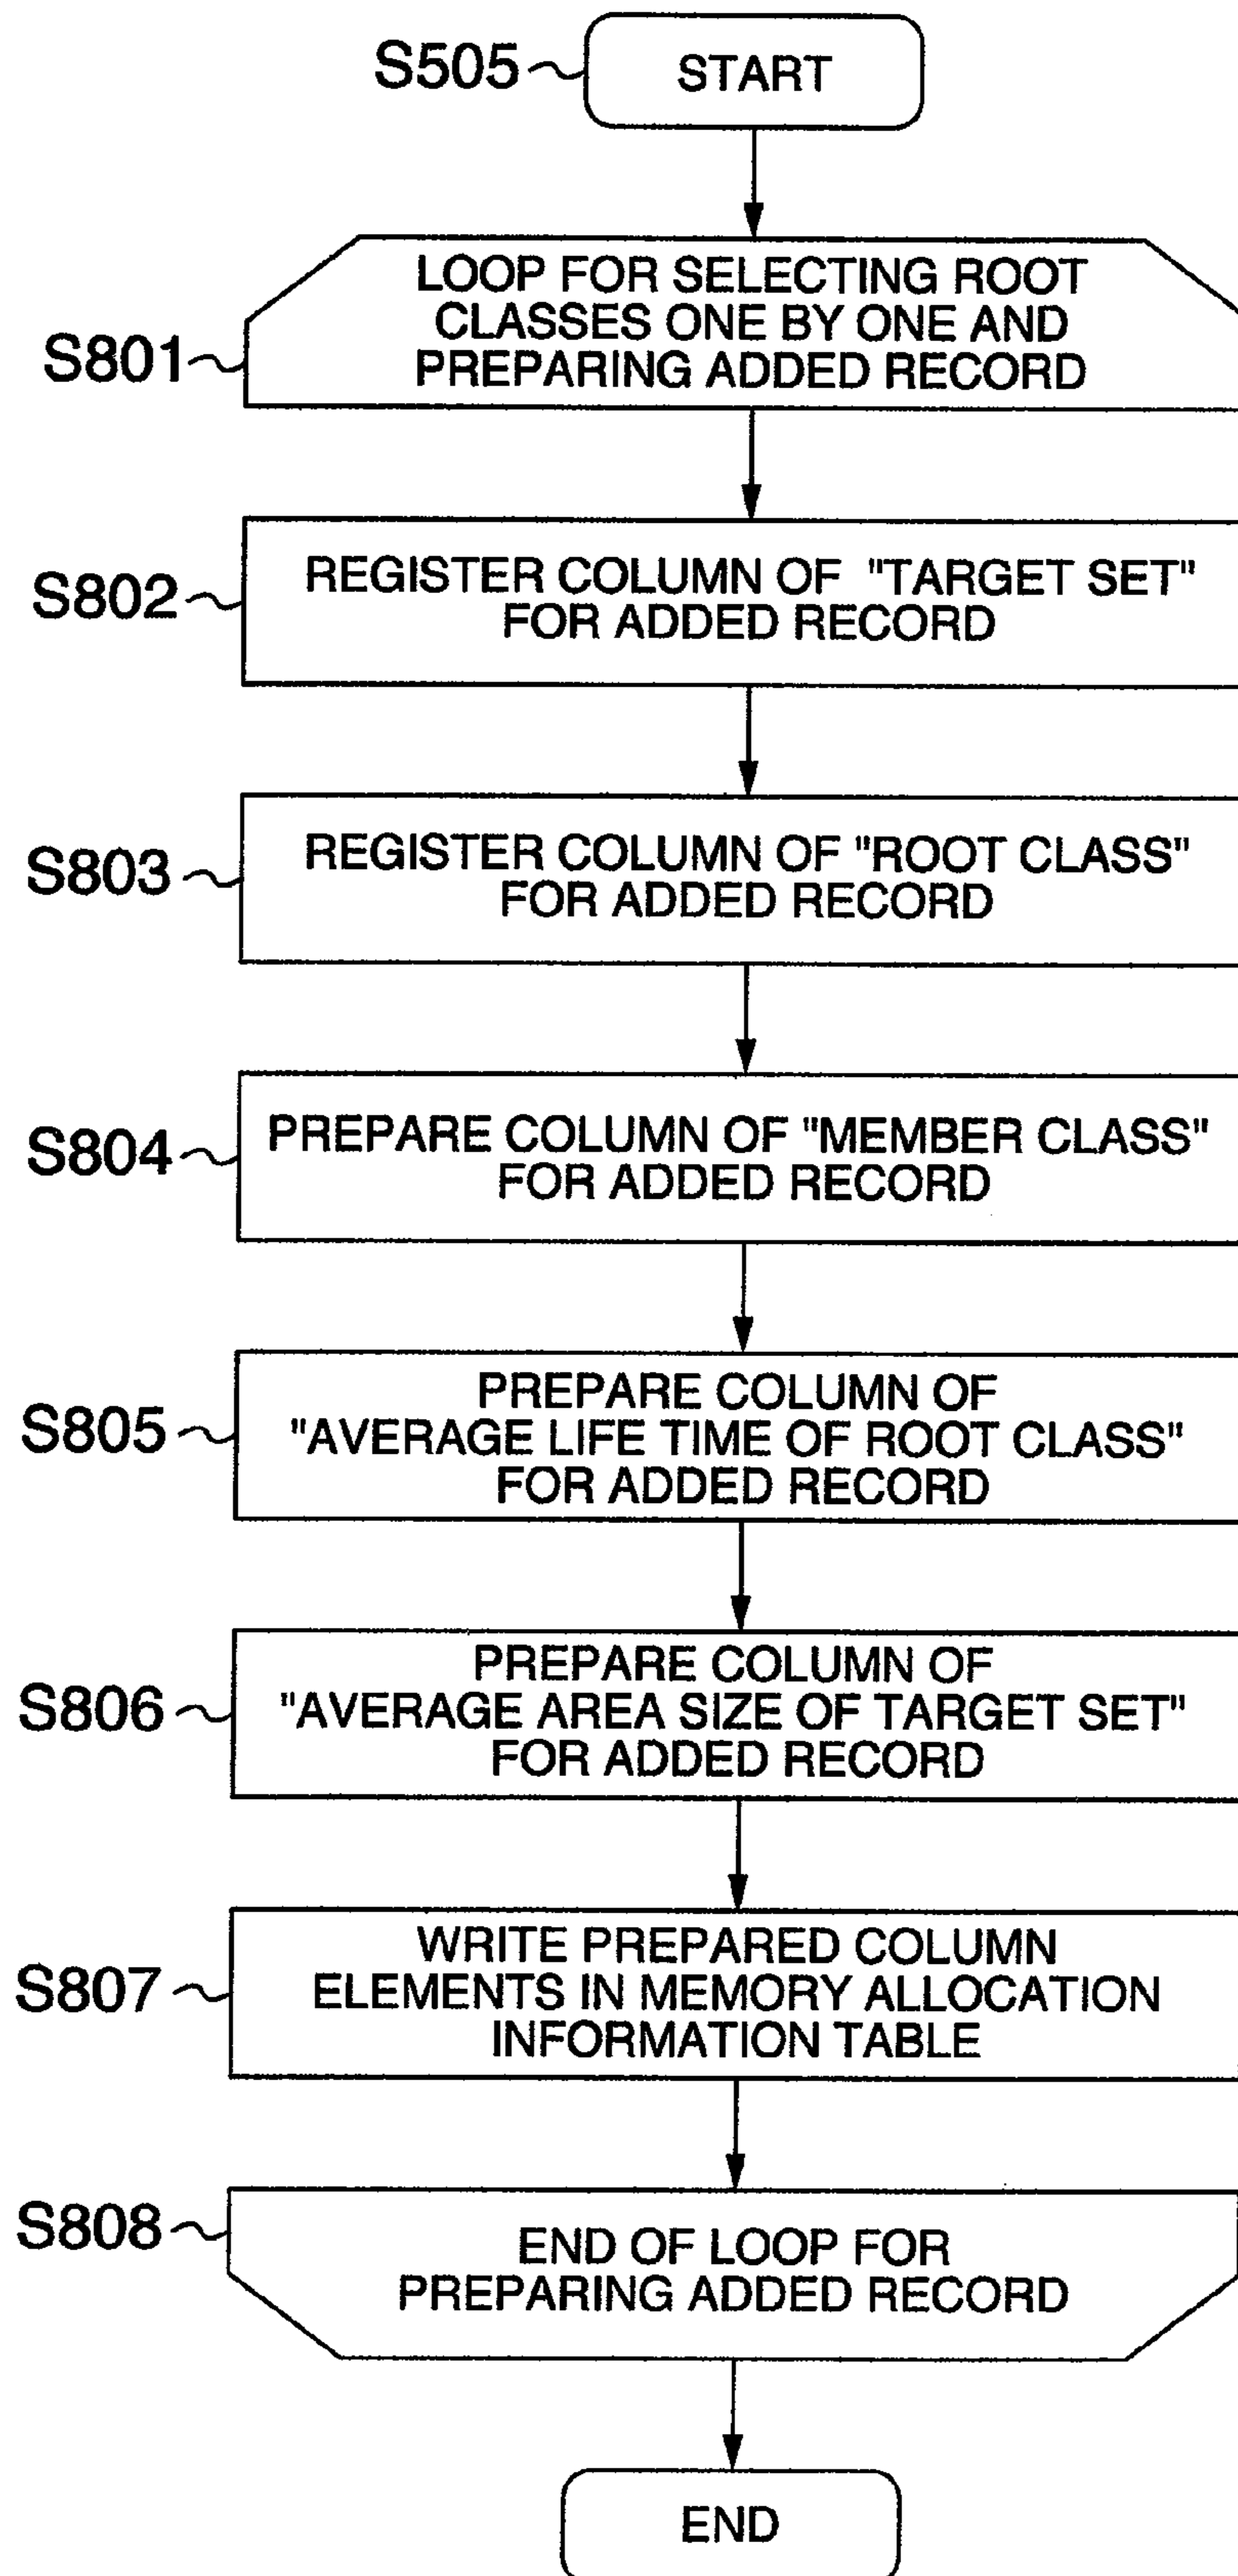 S505
START
S801
LOOP FOR SELECTING ROOT
CLASSES ONE BY ONE AND
PREPARING ADDED RECORD
S802
REGISTER COLUMN OF "TARGET SET"
FOR ADDED RECORD
S803
REGISTER COLUMN OF "ROOT CLASS"
FOR ADDED RECORD
S804
PREPARE COLUMN OF "MEMBER CLASS"
FOR ADDED RECORD
S805
PREPARE COLUMN OF
"AVERAGE LIFE TIME OF ROOT CLASS"
FOR ADDED RECORD
S806
PREPARE COLUMN OF
"AVERAGE AREA SIZE OF TARGET SET"
FOR ADDED RECORD
S807
WRITE PREPARED COLUMN
ELEMENTS IN MEMORY ALLOCATION
INFORMATION TABLE
S808
END OF LOOP FOR
PREPARING ADDED RECORD
END